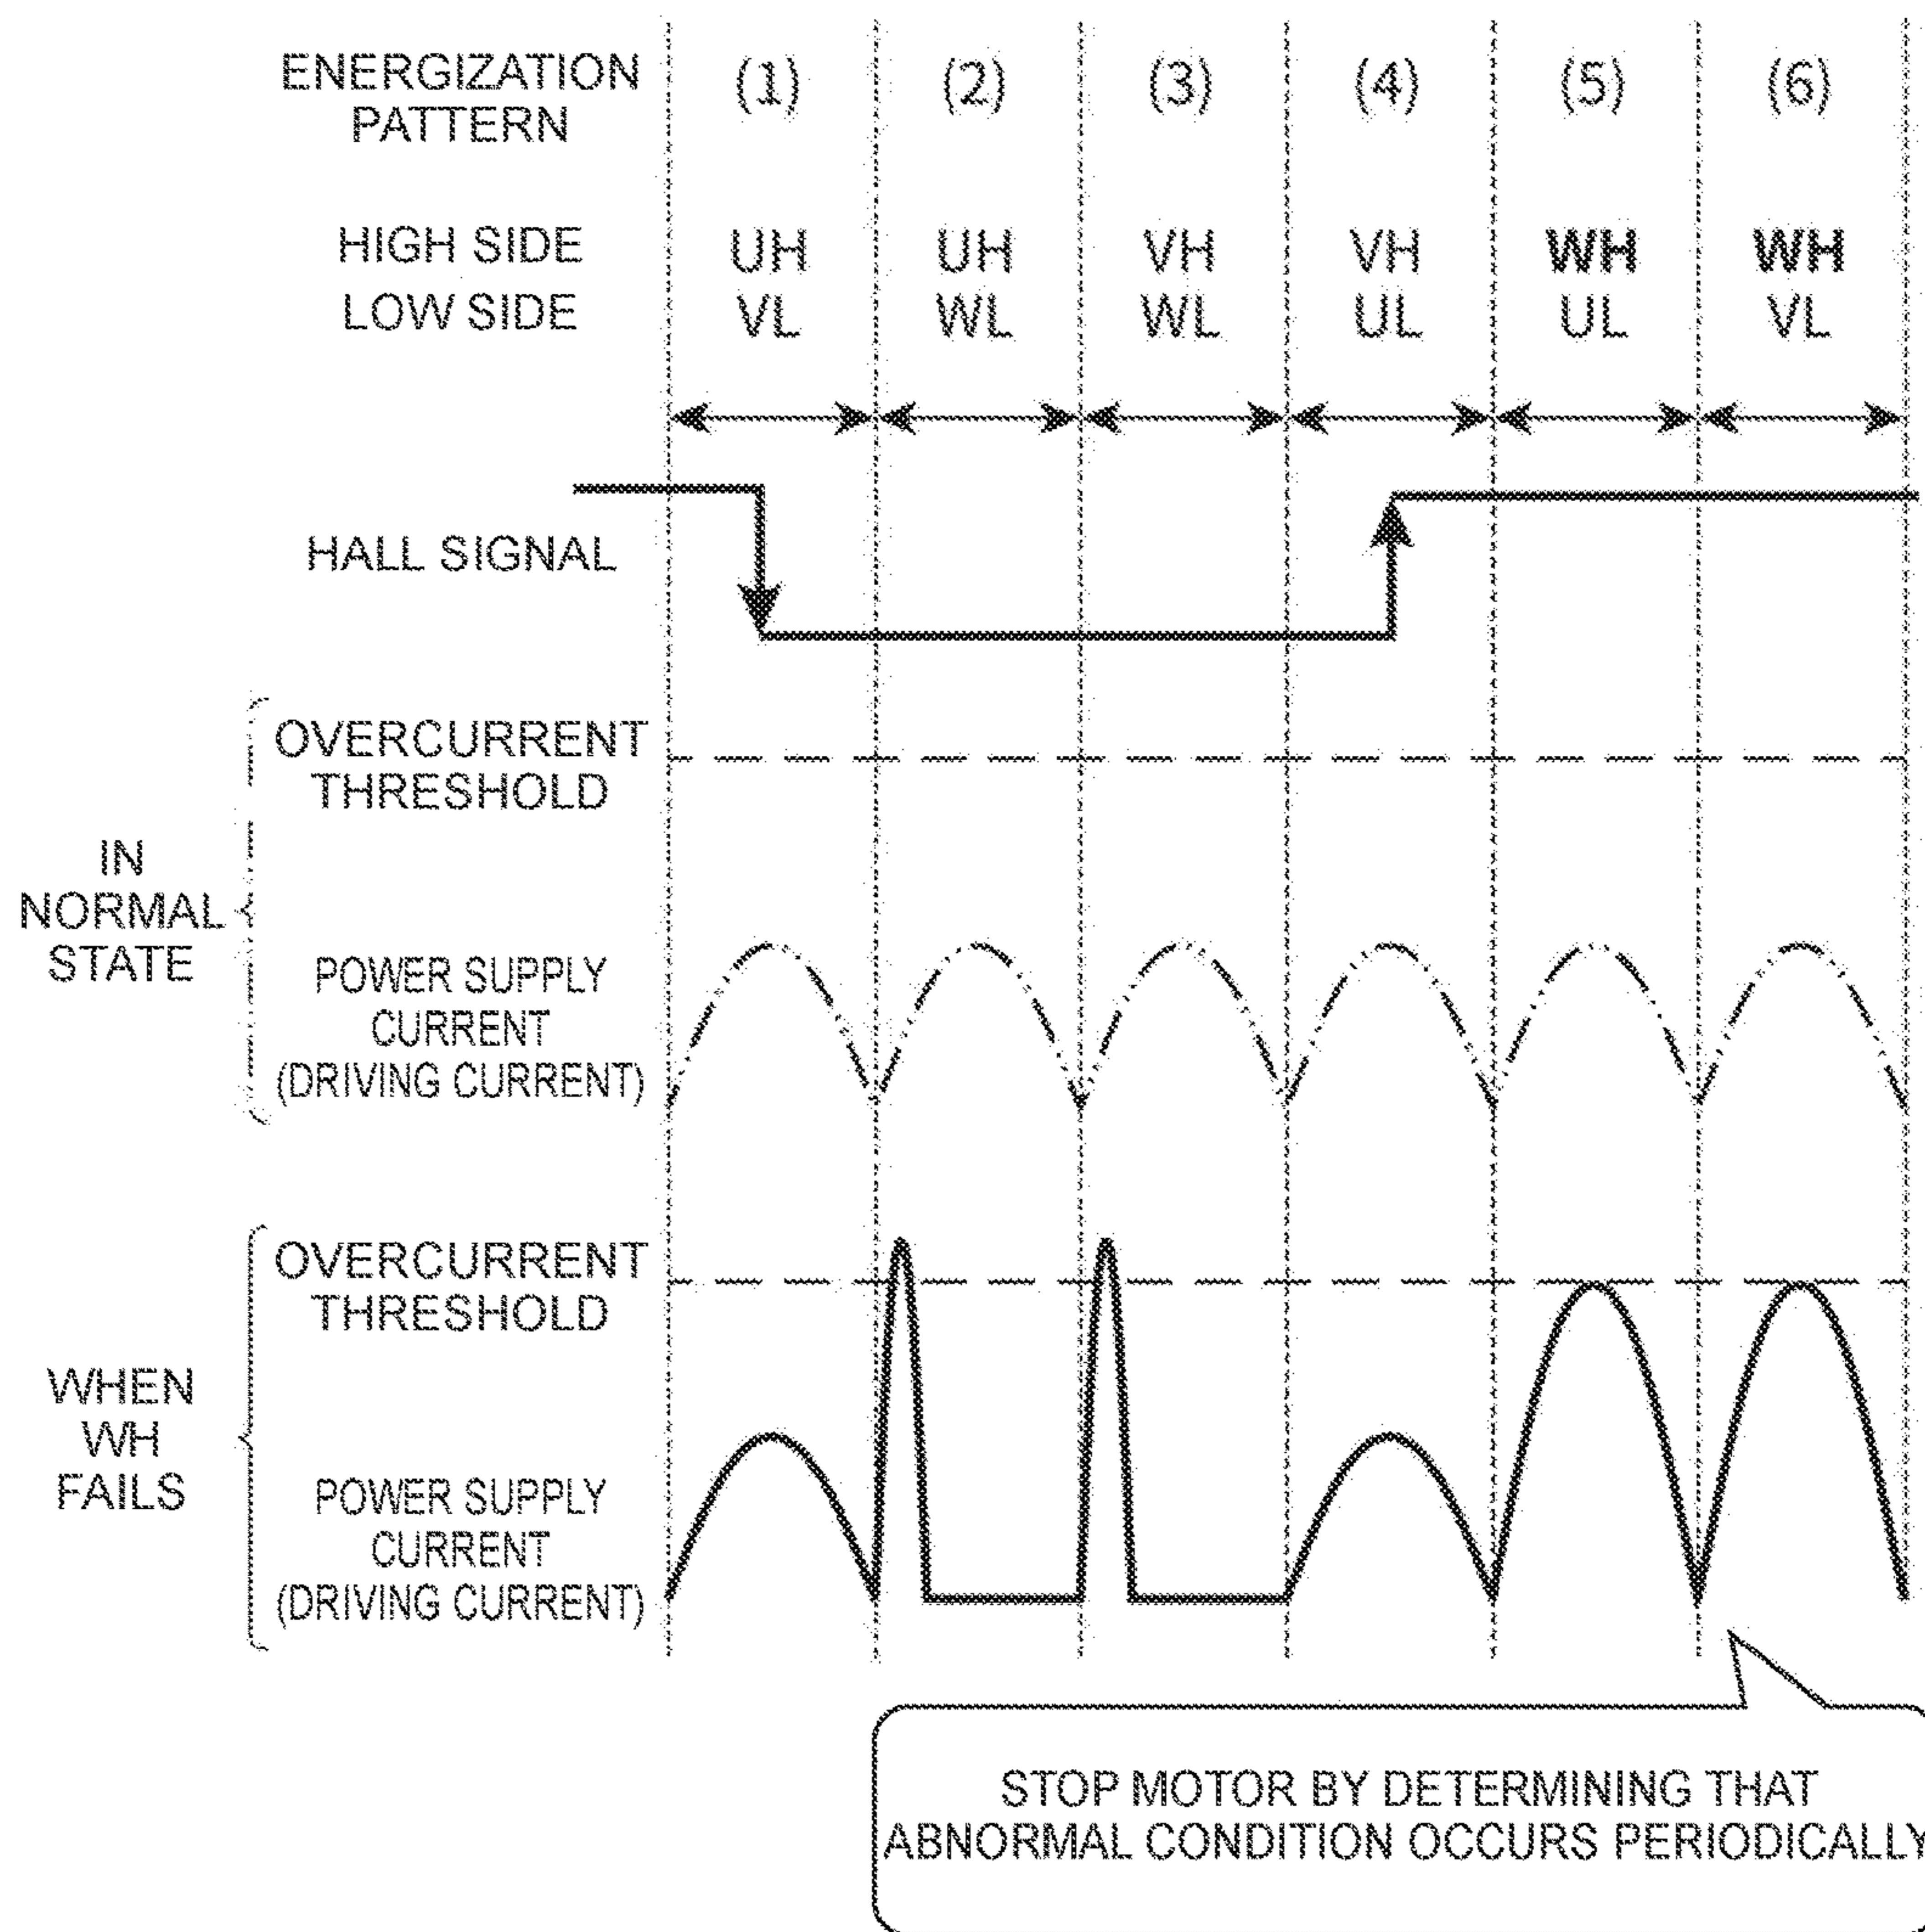 ENERGIZATION
PATTERN
(1) (2) (3) (4) (5) (6)
HIGH SIDE UH UH VH VH WH WH
LOW SIDE VL WL WL UL UL VL
HALL SIGNAL
IN
NORMAL
STATE
OVERCURRENT
THRESHOLD
POWER SUPPLY
CURRENT
(DRIVING CURRENT)
WHEN
WH
FAILS
OVERCURRENT
THRESHOLD
POWER SUPPLY
CURRENT
(DRIVING CURRENT)
STOP MOTOR BY DETERMINING THAT
ABNORMAL CONDITION OCCURS PERIODICALLY